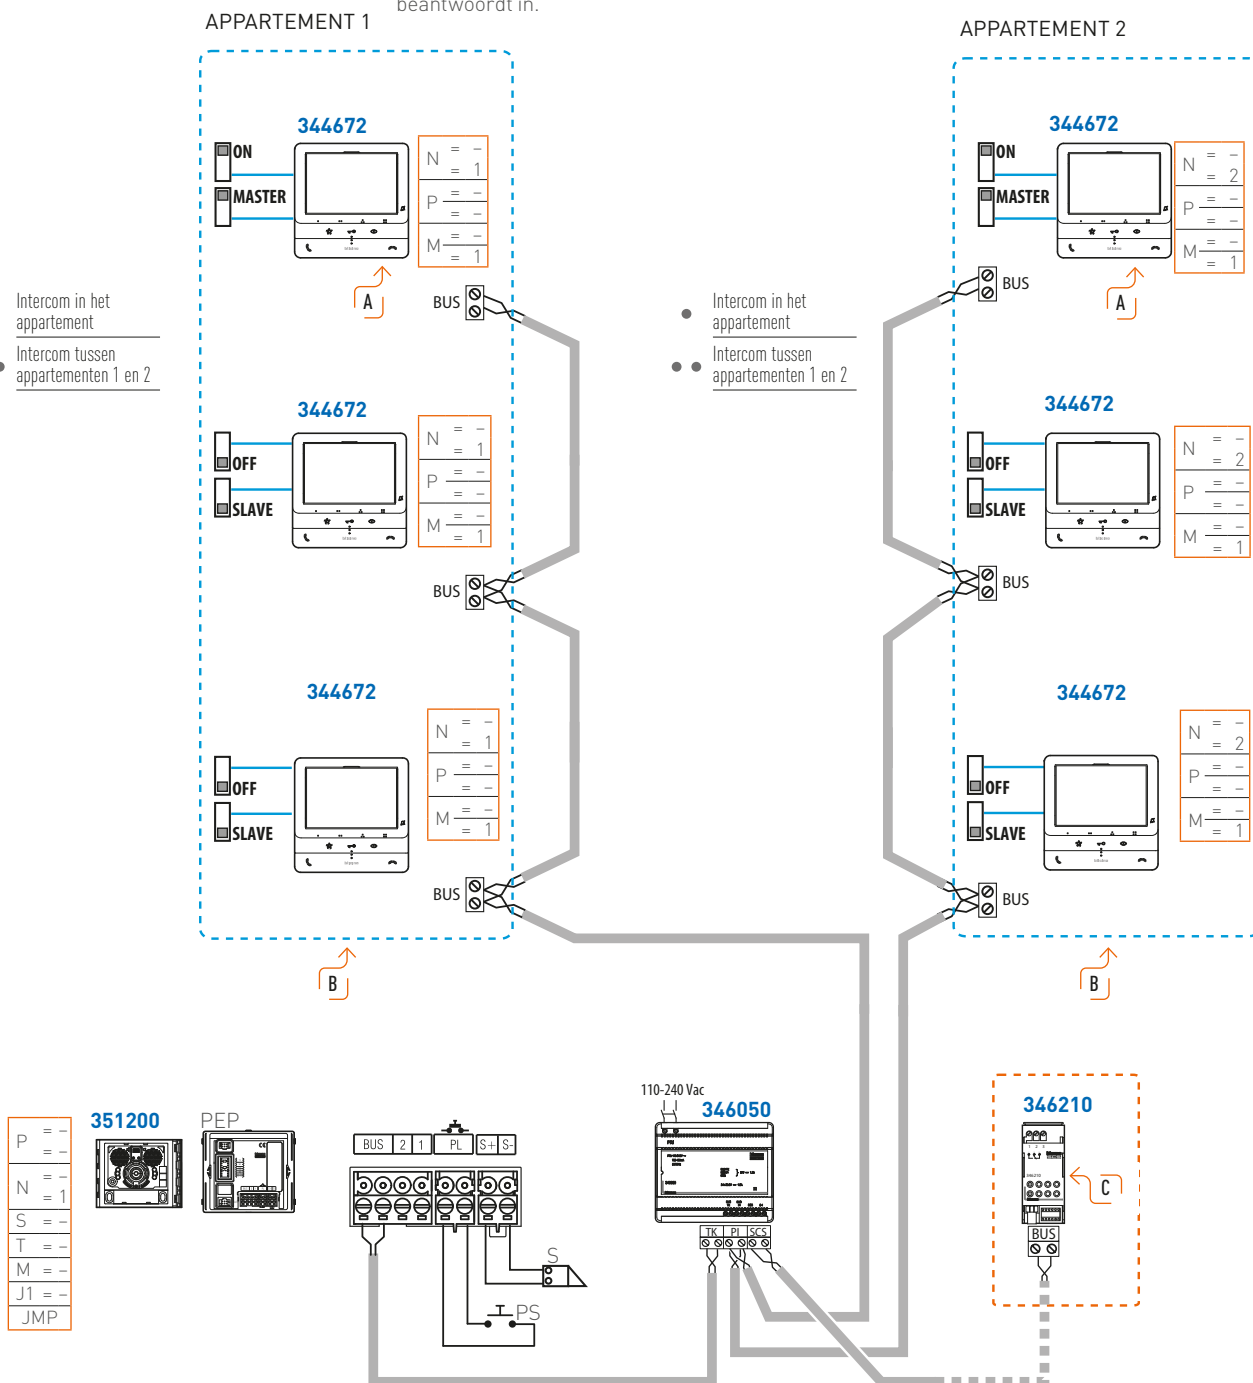 beantwoordt in.
APPARTEMENT 1
APPARTEMENT 2
344672
ON
MASTER
N = –
= 1
P = –
= –
M = –
= 1
A
BUS
344672
ON
MASTER
N = –
= 2
P = –
= –
M = –
= 1
A
BUS
Intercom in het
appartement
Intercom tussen
appartementen 1 en 2
Intercom in het
appartement
Intercom tussen
appartementen 1 en 2
344672
OFF
SLAVE
N = –
= 1
P = –
= –
M = –
= 1
BUS
344672
OFF
SLAVE
N = –
= 2
P = –
= –
M = –
= 1
BUS
344672
OFF
SLAVE
N = –
= 1
P = –
= –
M = –
= 1
BUS
B
344672
OFF
SLAVE
N = –
= 2
P = –
= –
M = –
= 1
BUS
B
P = –
= –
N = –
= 1
S = –
T = –
M = –
J1 = –
JMP
351200
PEP
BUS 2 1 PL S+ S-
S
PS
110-240 Vac
346050
TK PI SCS
346210
C
BUS